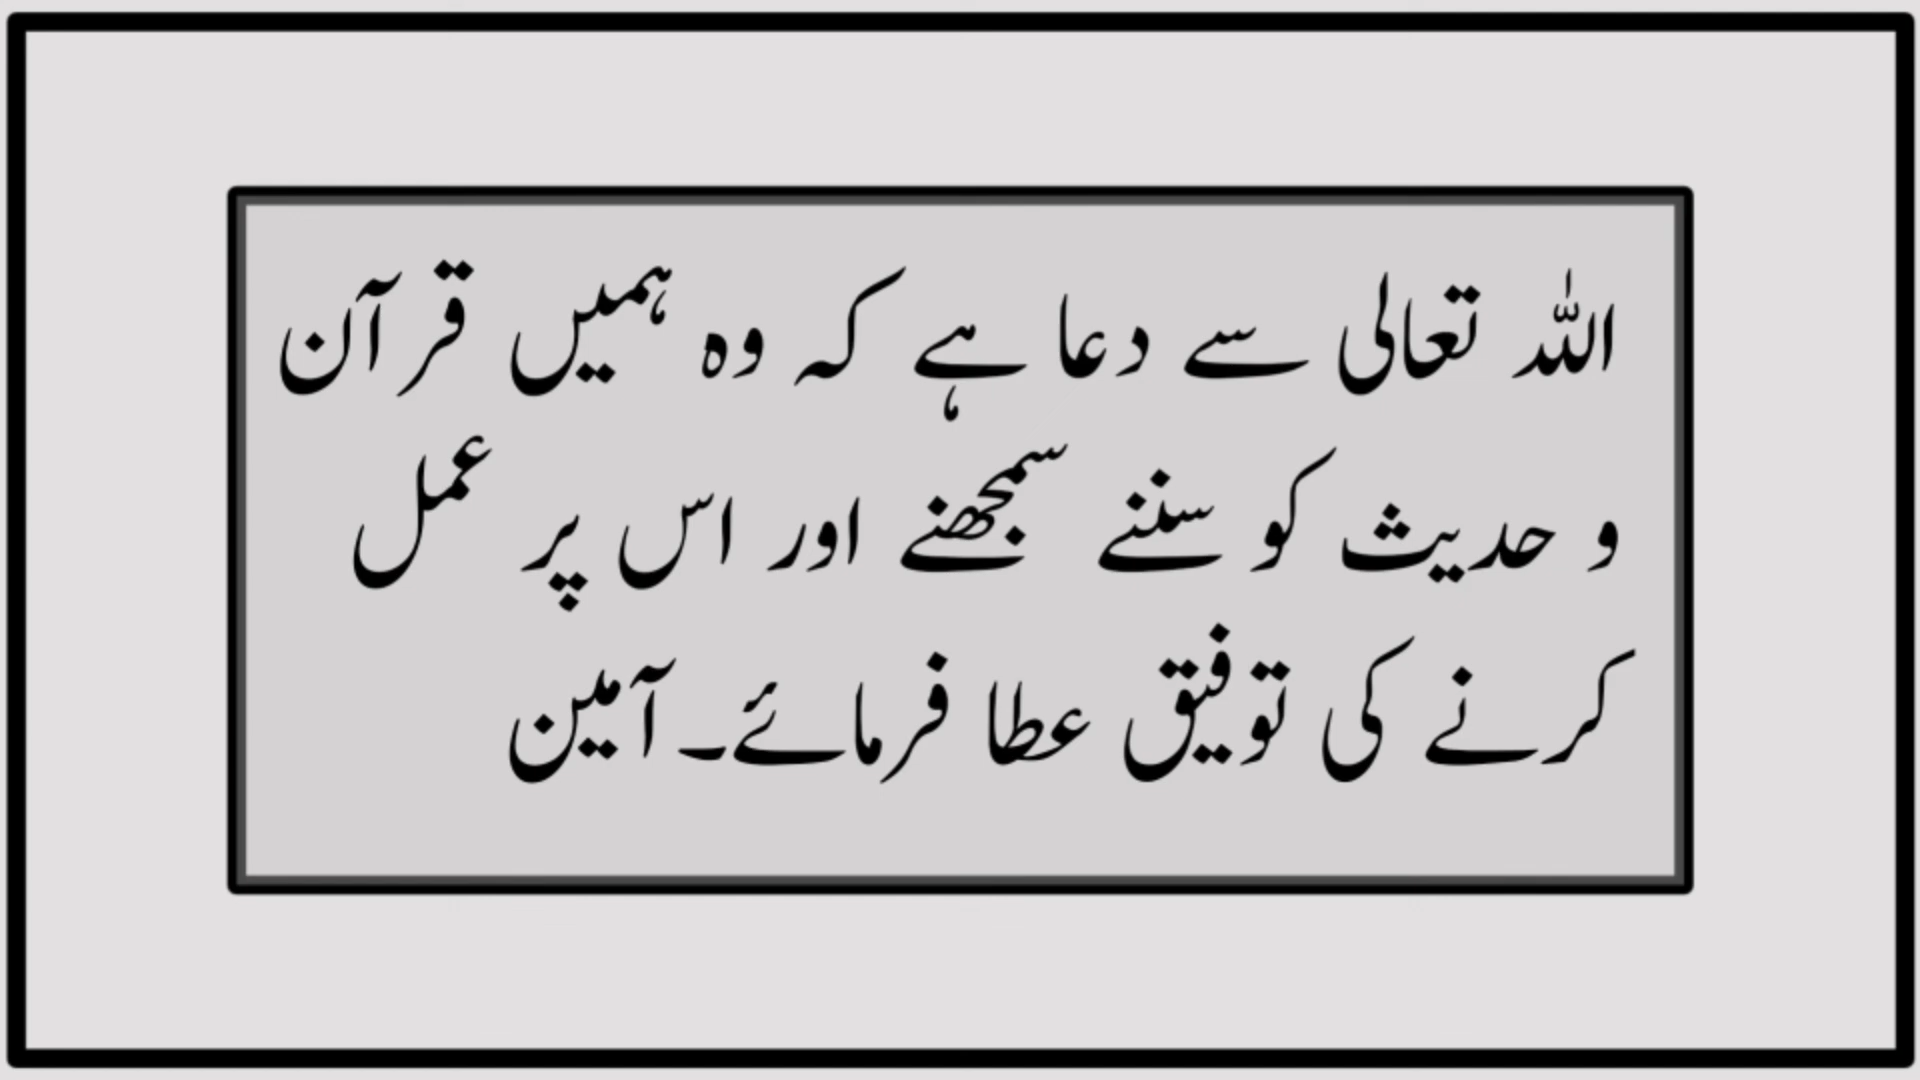 اللہ تعالی سے دعا ہے کہ وہ ہمیں قرآن
و حدیث کو سننے سمجھنے اور اس پر عمل
کرنے کی توفیق عطا فرمائے۔ آمین